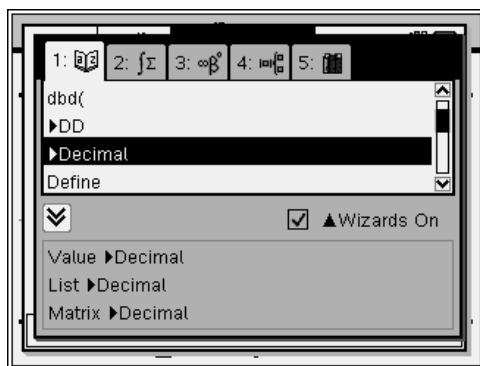 1: 2: ∫Σ 3: ∞β° 4: 5:
dbd(
▶DD
▶Decimal
Define
▲Wizards On
Value ▶Decimal
List ▶Decimal
Matrix ▶Decimal